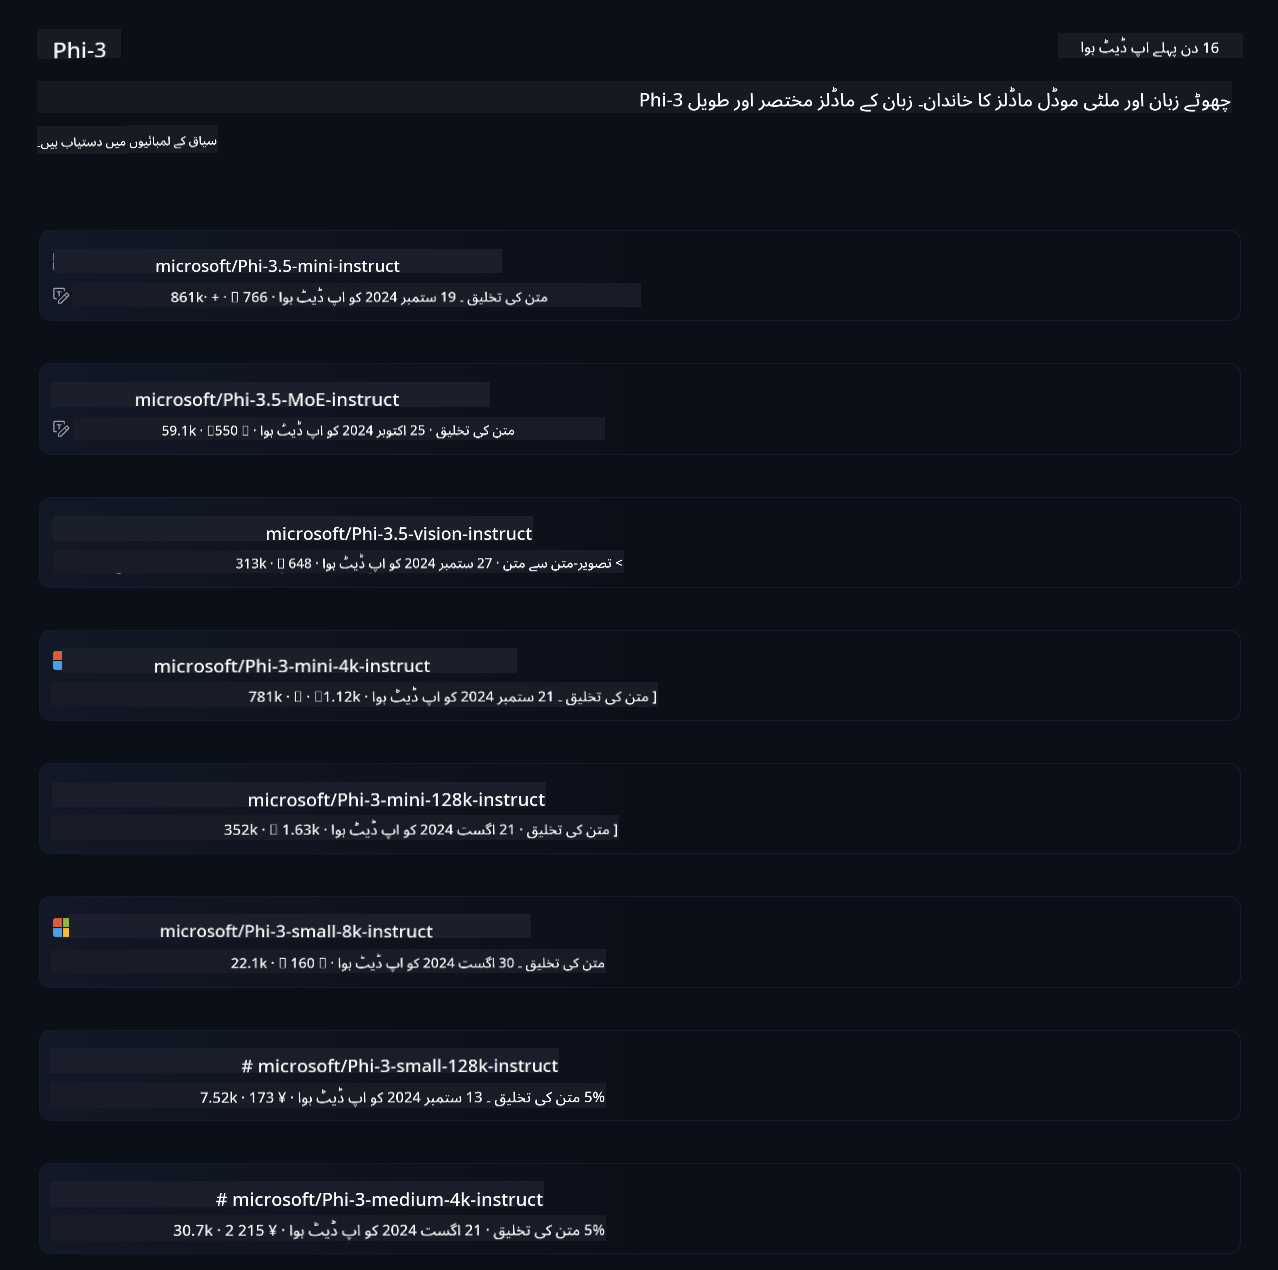 Phi-3
16 دن پہلے اپ ڈیٹ ہوا
چھوٹے زبان اور ملٹی موڈل ماڈلز کا خاندان۔ زبان کے ماڈلز مختصر اور طویل Phi-3
سیاق کے لمبائیوں میں دستیاب ہیں۔
microsoft/Phi-3.5-mini-instruct
متن کی تخلیق ۔ 19 ستمبر 2024 کو اپ ڈیٹ ہوا · 766 · + ·861k
microsoft/Phi-3.5-MoE-instruct
متن کی تخلیق · 25 اکتوبر 2024 کو اپ ڈیٹ ہوا · 550 · 59.1k
microsoft/Phi-3.5-vision-instruct
> تصویر-متن سے متن · 27 ستمبر 2024 کو اپ ڈیٹ ہوا · 648 · 313k
microsoft/Phi-3-mini-4k-instruct
[ متن کی تخلیق ۔ 21 ستمبر 2024 کو اپ ڈیٹ ہوا · 1.12k · · 781k
microsoft/Phi-3-mini-128k-instruct
[ متن کی تخلیق · 21 اگست 2024 کو اپ ڈیٹ ہوا · 1.63k · 352k
microsoft/Phi-3-small-8k-instruct
متن کی تخلیق ۔ 30 اگست 2024 کو اپ ڈیٹ ہوا · 160 · 22.1k
# microsoft/Phi-3-small-128k-instruct
5% متن کی تخلیق ۔ 13 ستمبر 2024 کو اپ ڈیٹ ہوا · ¥ 173 · 7.52k
# microsoft/Phi-3-medium-4k-instruct
5% متن کی تخلیق · 21 اگست 2024 کو اپ ڈیٹ ہوا · ¥ 215 2 · 30.7k